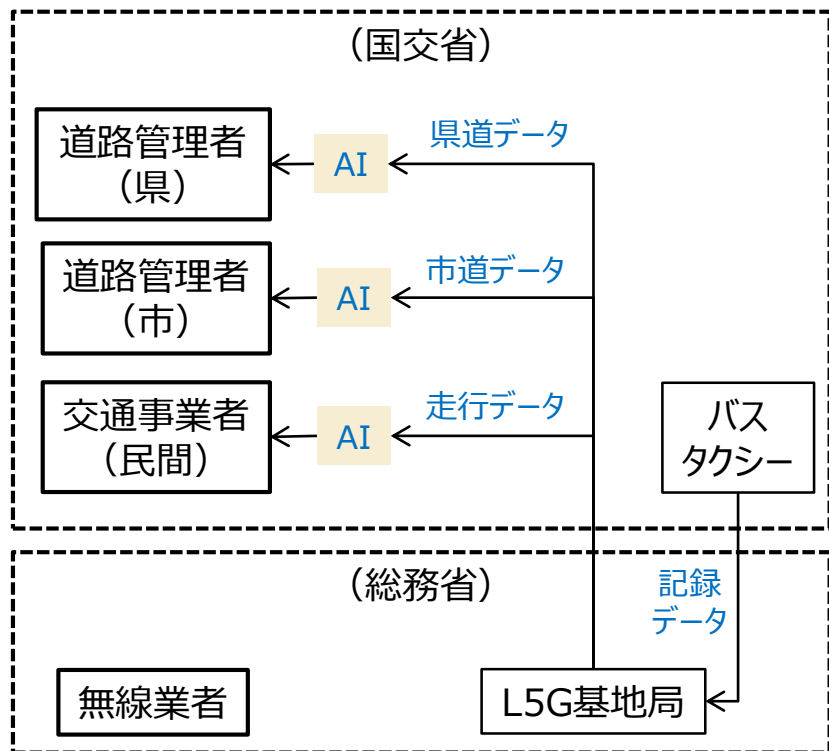 （国交省）
道路管理者
（県）
AI
県道データ
道路管理者
（市）
AI
市道データ
交通事業者
（民間）
AI
走行データ
バス
タクシー
（総務省）
記録
データ
無線業者
L5G基地局